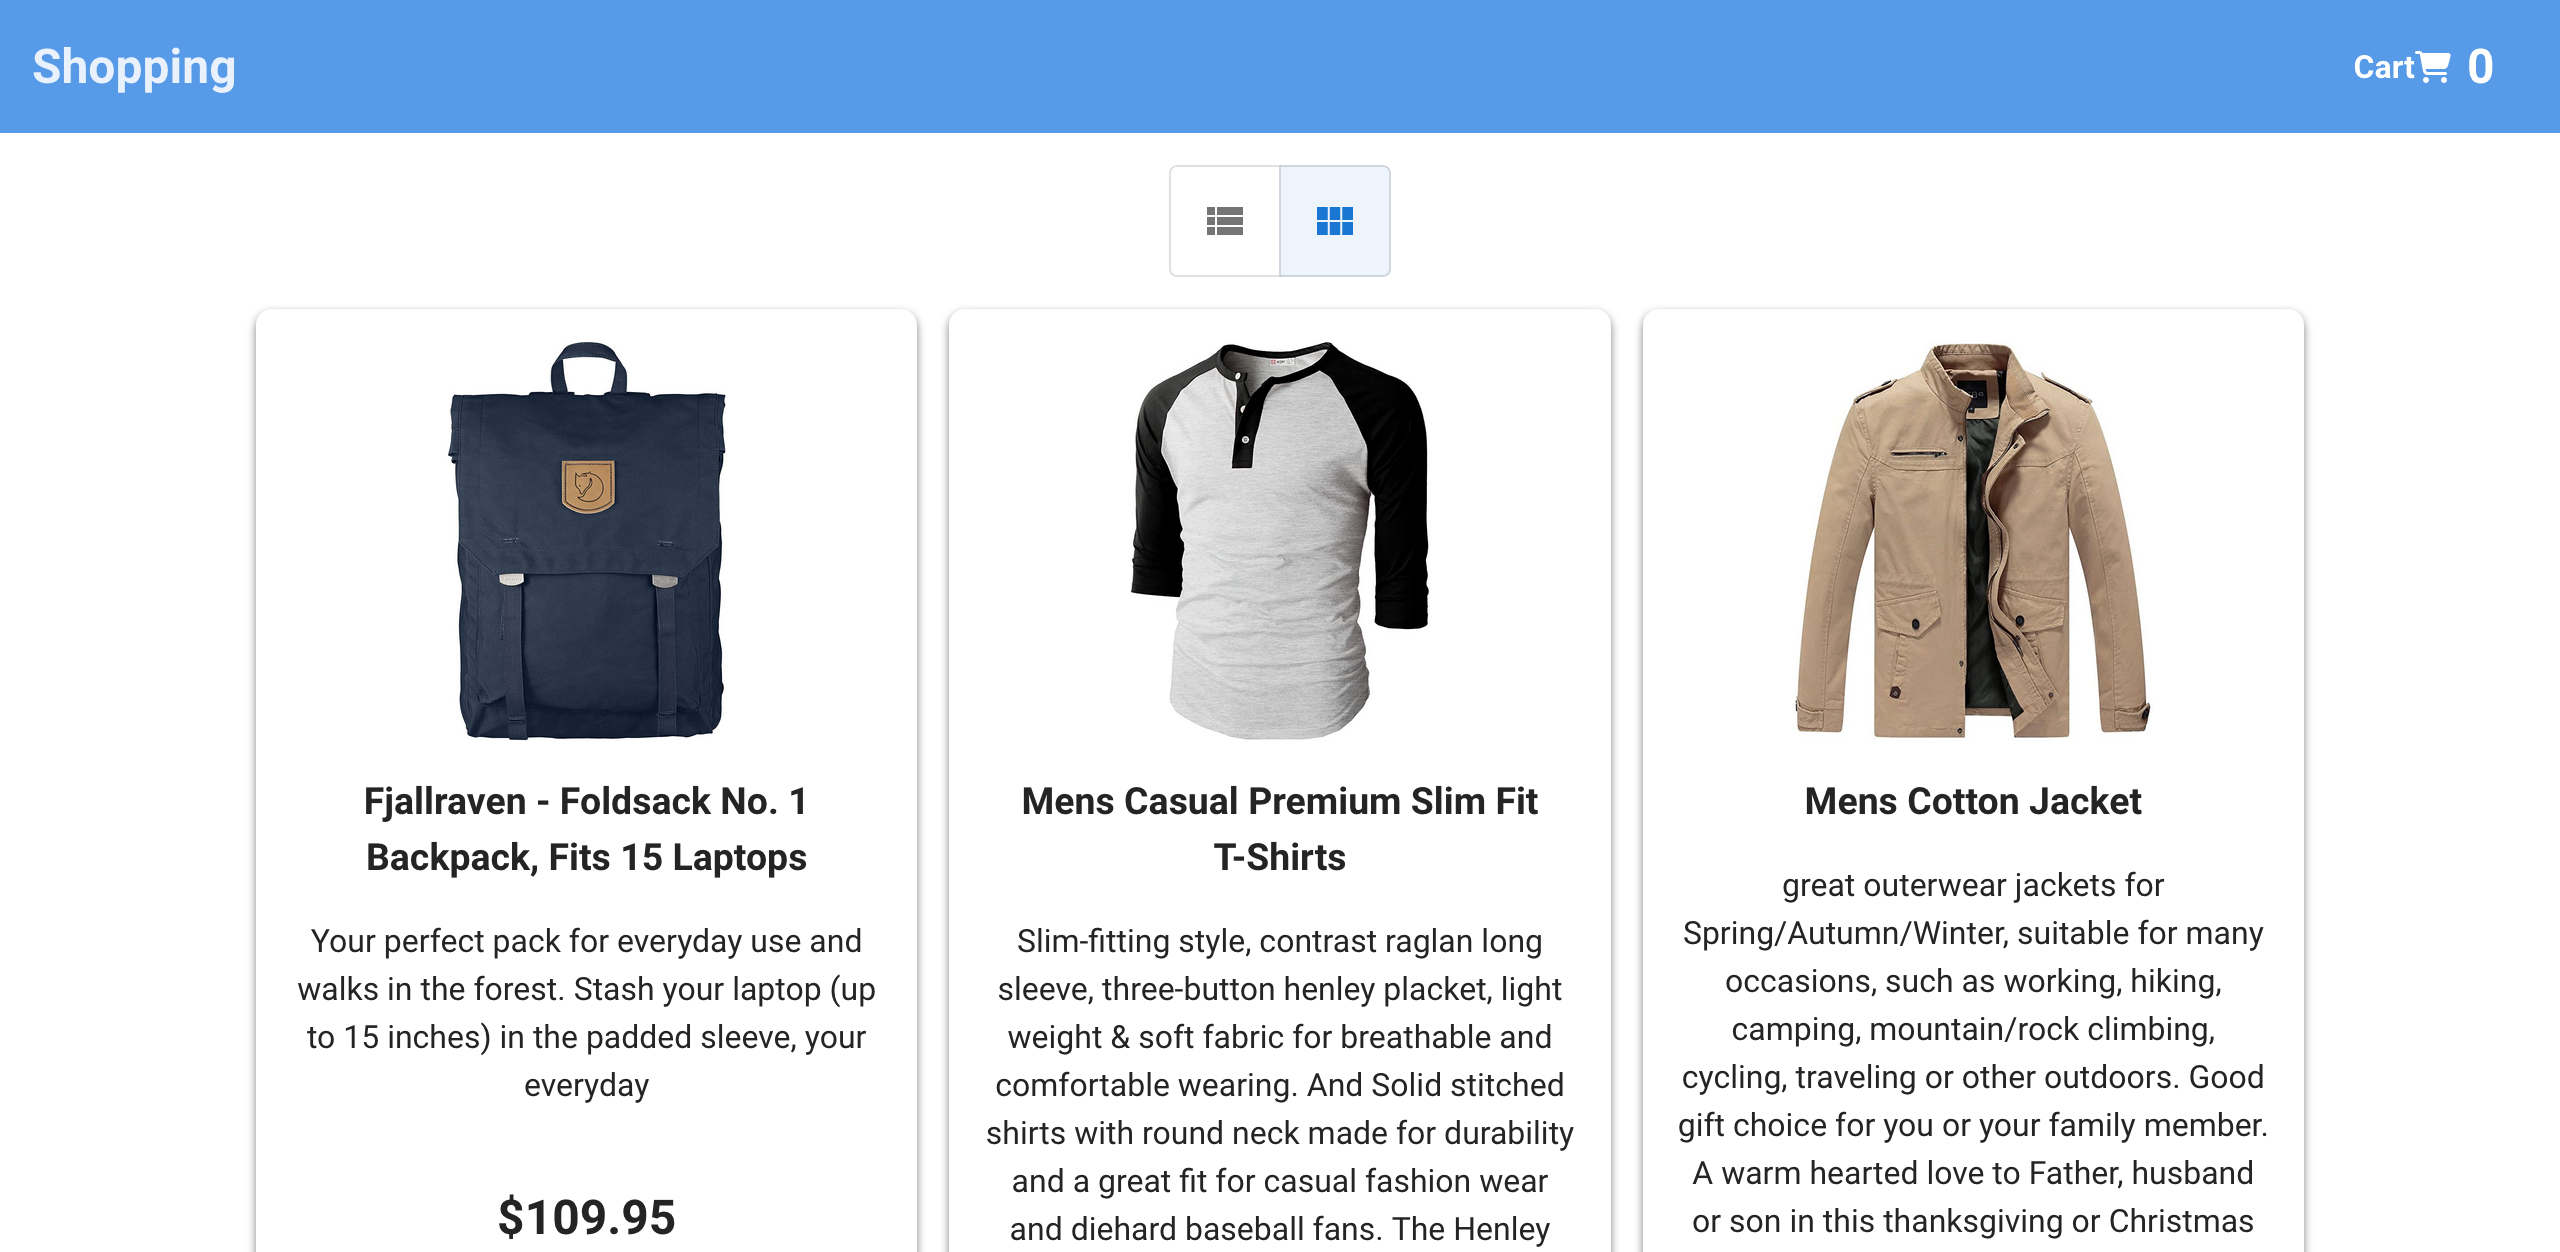 Shopping
Cart 0
Fjallraven - Foldsack No. 1
Backpack, Fits 15 Laptops
Your perfect pack for everyday use and
walks in the forest. Stash your laptop (up
to 15 inches) in the padded sleeve, your
everyday
$109.95
Mens Casual Premium Slim Fit
T-Shirts
Slim-fitting style, contrast raglan long
sleeve, three-button henley placket, light
weight & soft fabric for breathable and
comfortable wearing. And Solid stitched
shirts with round neck made for durability
and a great fit for casual fashion wear
and diehard baseball fans. The Henley
Mens Cotton Jacket
great outerwear jackets for
Spring/Autumn/Winter, suitable for many
occasions, such as working, hiking,
camping, mountain/rock climbing,
cycling, traveling or other outdoors. Good
gift choice for you or your family member.
A warm hearted love to Father, husband
or son in this thanksgiving or Christmas